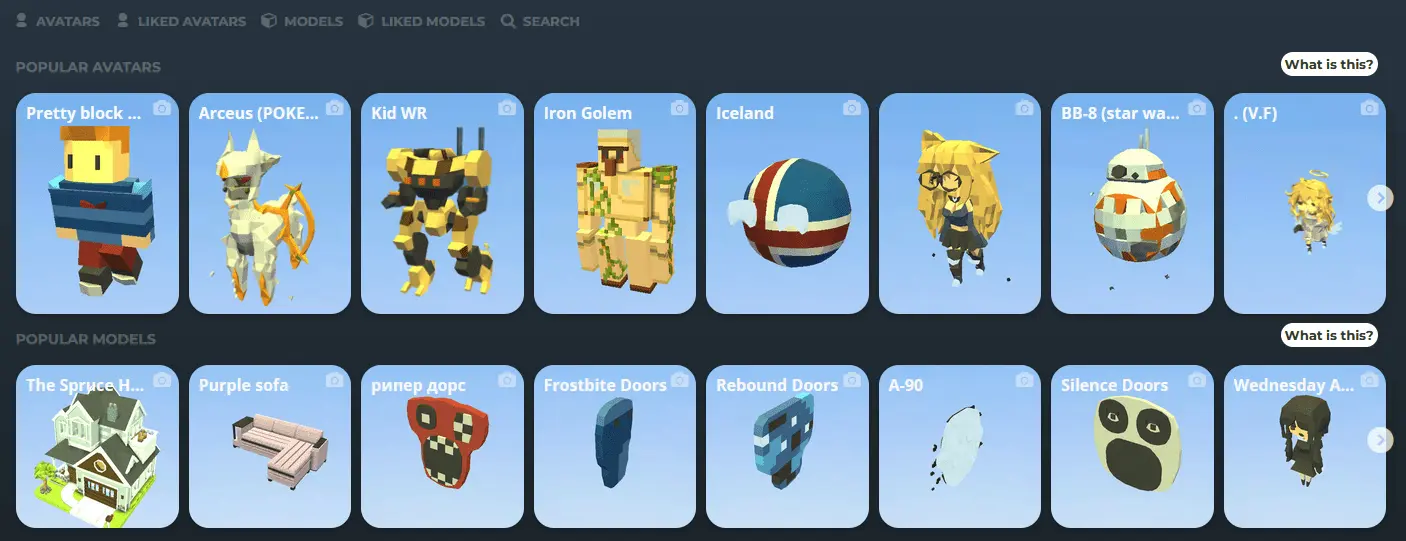 AVATARS LIKED AVATARS MODELS LIKED MODELS SEARCH
POPULAR AVATARS
What is this?
Pretty block ...
Arceus (POKE...
Kid WR
Iron Golem
Iceland
BB-8 (star wa...
. (V.F)
POPULAR MODELS
What is this?
The Spruce H...
Purple sofa
рипер дорс
Frostbite Doors
Rebound Doors
A-90
Silence Doors
Wednesday A...